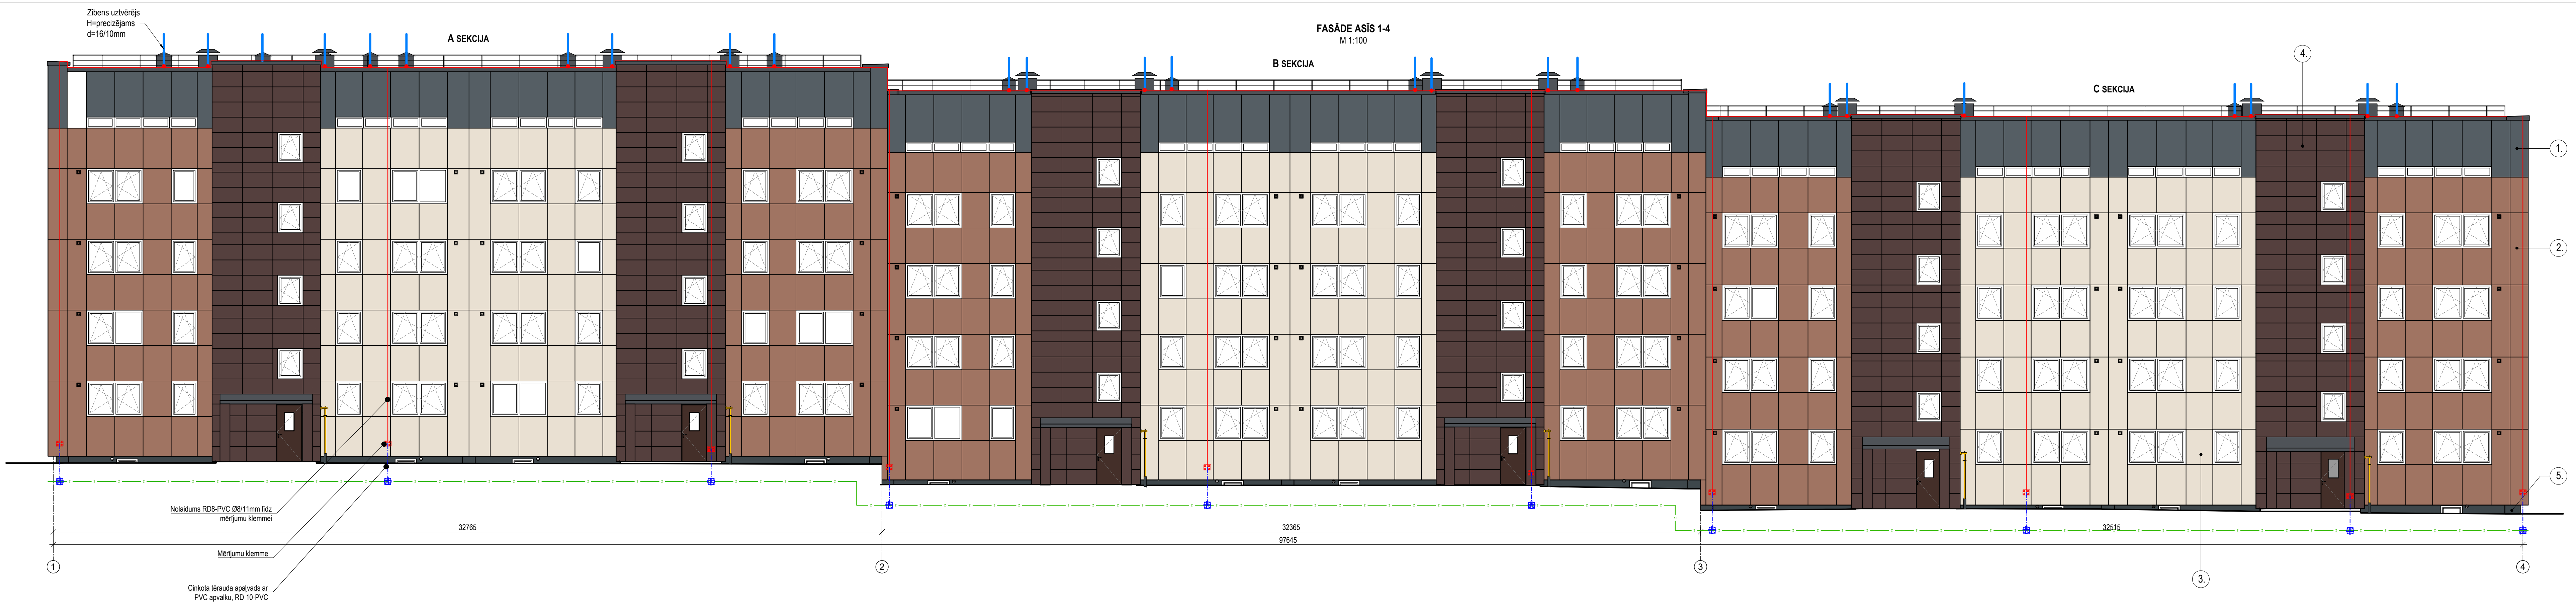 Zibens uztvērējs
H=precizējams
d=16/10mm
A SEKCIJA
FASĀDE ASĪS 1-4
M 1:100
B SEKCIJA
C SEKCIJA
4.
1.
2.
5.
3.
Nolaidums RD8-PVC Ø8/11mm līdz
mērījumu klemmei
Mērījumu klemme
Cinkota tērauda apaļvads ar
PVC apvalku, RD 10-PVC
32765
32365
32515
97645
1
2
3
4